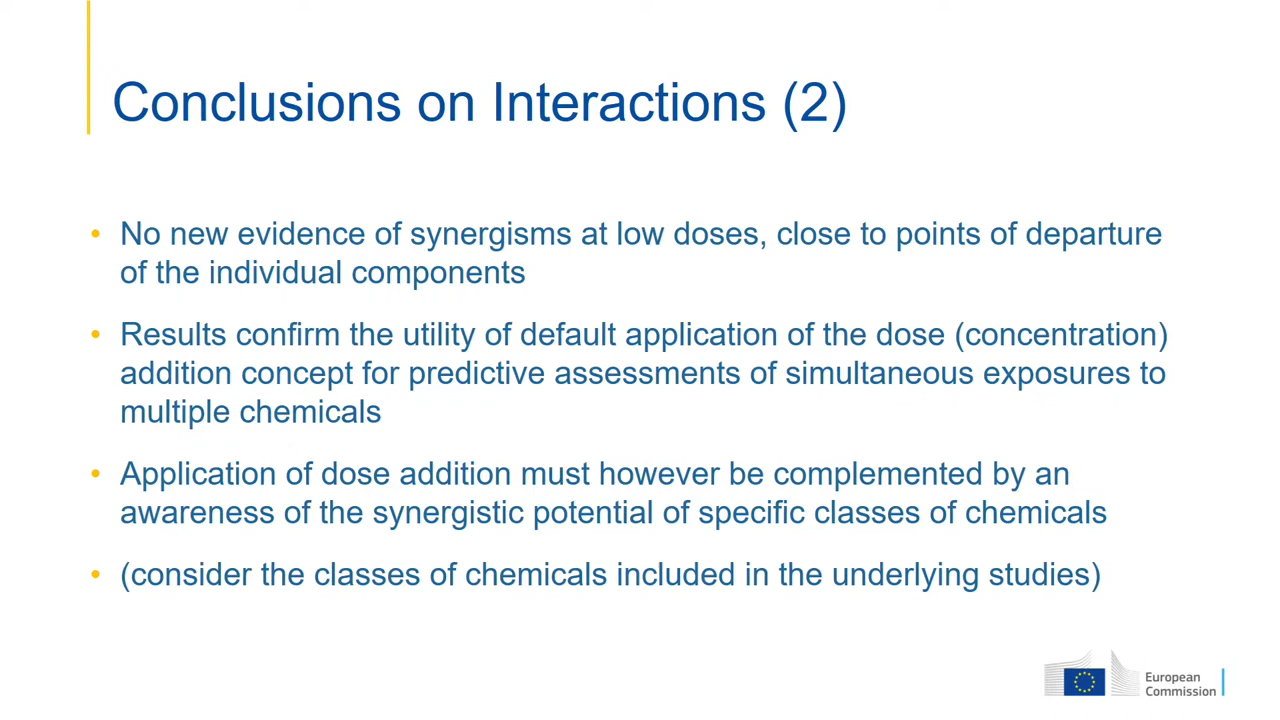 Conclusions on Interactions (2)
• No new evidence of synergisms at low doses, close to points of departure
of the individual components
• Results confirm the utility of default application of the dose (concentration)
addition concept for predictive assessments of simultaneous exposures to
multiple chemicals
• Application of dose addition must however be complemented by an
awareness of the synergistic potential of specific classes of chemicals
• (consider the classes of chemicals included in the underlying studies)
European
Commission